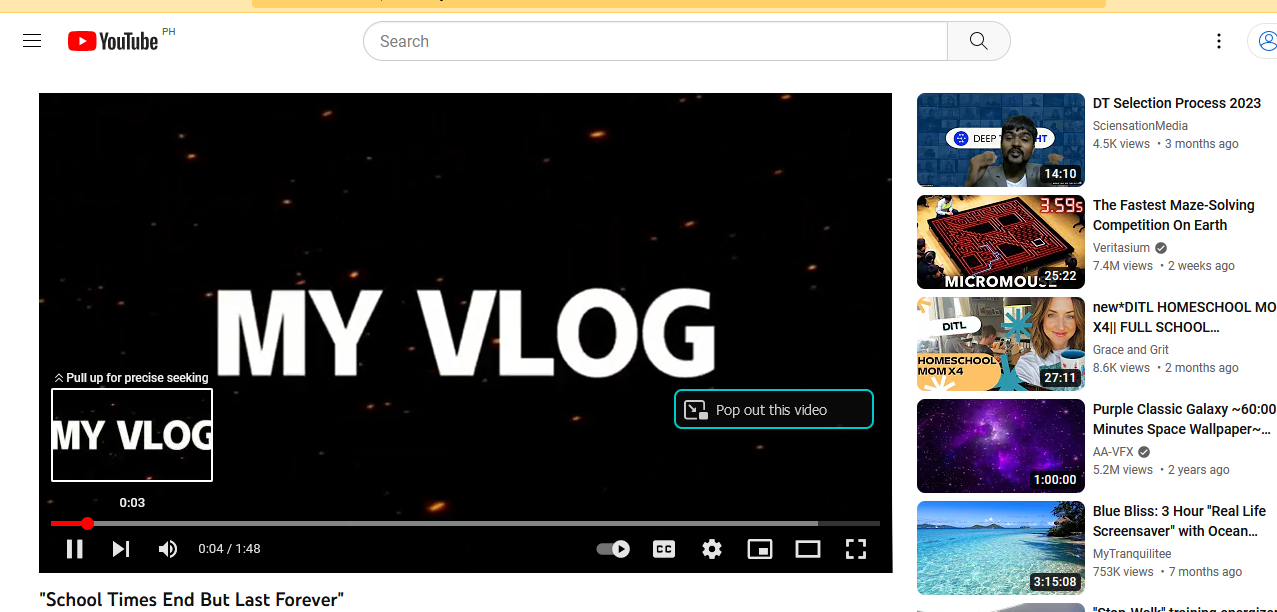 YouTube PH
Search
MY VLOG
Pull up for precise seeking
MY VLOG
0:03
Pop out this video
0:04 / 1:48
CC
"School Times End But Last Forever"
DEEP
HT
14:10
DT Selection Process 2023
SciensationMedia
4.5K views • 3 months ago
3.59s
MICROMOUSE
25:22
The Fastest Maze-Solving
Competition On Earth
Veritasium
7.4M views • 2 weeks ago
DITL
HOMESCHOOL
MOM X4
27:11
new*DITL HOMESCHOOL MO
X4|| FULL SCHOOL...
Grace and Grit
8.6K views • 2 months ago
1:00:00
Purple Classic Galaxy ~60:00
Minutes Space Wallpaper~...
AA-VFX
5.2M views • 2 years ago
3:15:08
Blue Bliss: 3 Hour "Real Life
Screensaver" with Ocean...
MyTranquilitee
753K views • 7 months ago
"Stop-Walk" training energizer